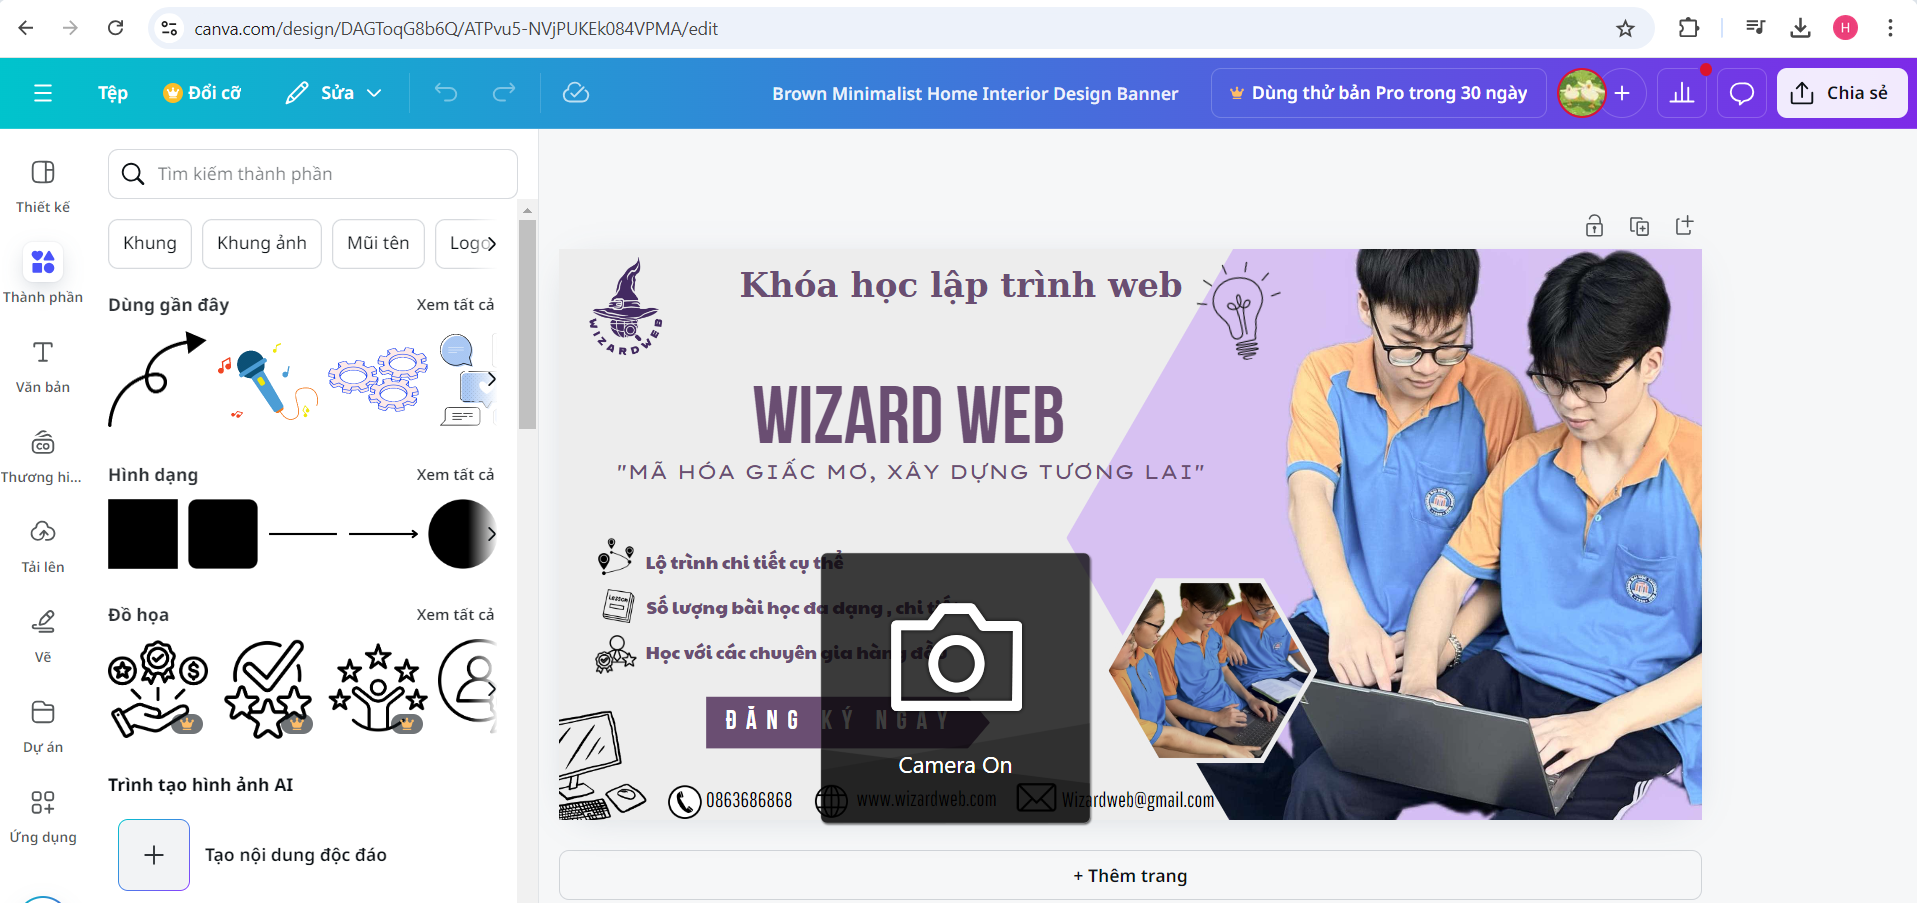 canva.com/design/DAGToqG8b6Q/ATPvu5-NVjPUKEk084VPMA/edit
H
Tệp
Đổi cỡ
Sửa
Brown Minimalist Home Interior Design Banner
Dùng thử bản Pro trong 30 ngày
Chia sẻ
Thiết kế
Thành phần
Văn bản
Thương hi...
Tải lên
Vẽ
Dự án
Ứng dụng
Tìm kiếm thành phần
Khung
Khung ảnh
Mũi tên
Logo
Dùng gần đây
Xem tất cả
Hình dạng
Xem tất cả
Đồ họa
Xem tất cả
Trình tạo hình ảnh AI
Tạo nội dung độc đáo
WIZARDWEB
Khóa học lập trình web
WIZARD WEB
"MÃ HÓA GIẤC MƠ, XÂY DỰNG TƯƠNG LAI"
Lộ trình chi tiết cụ thể
Lesson
Số lượng bài học đa dạng , chi tiết
Học với các chuyên gia hàng đầu
ĐĂNG KÝ NGAY
Camera On
0863686868
www.wizardweb.com
Wizardweb@gmail.com
+ Thêm trang